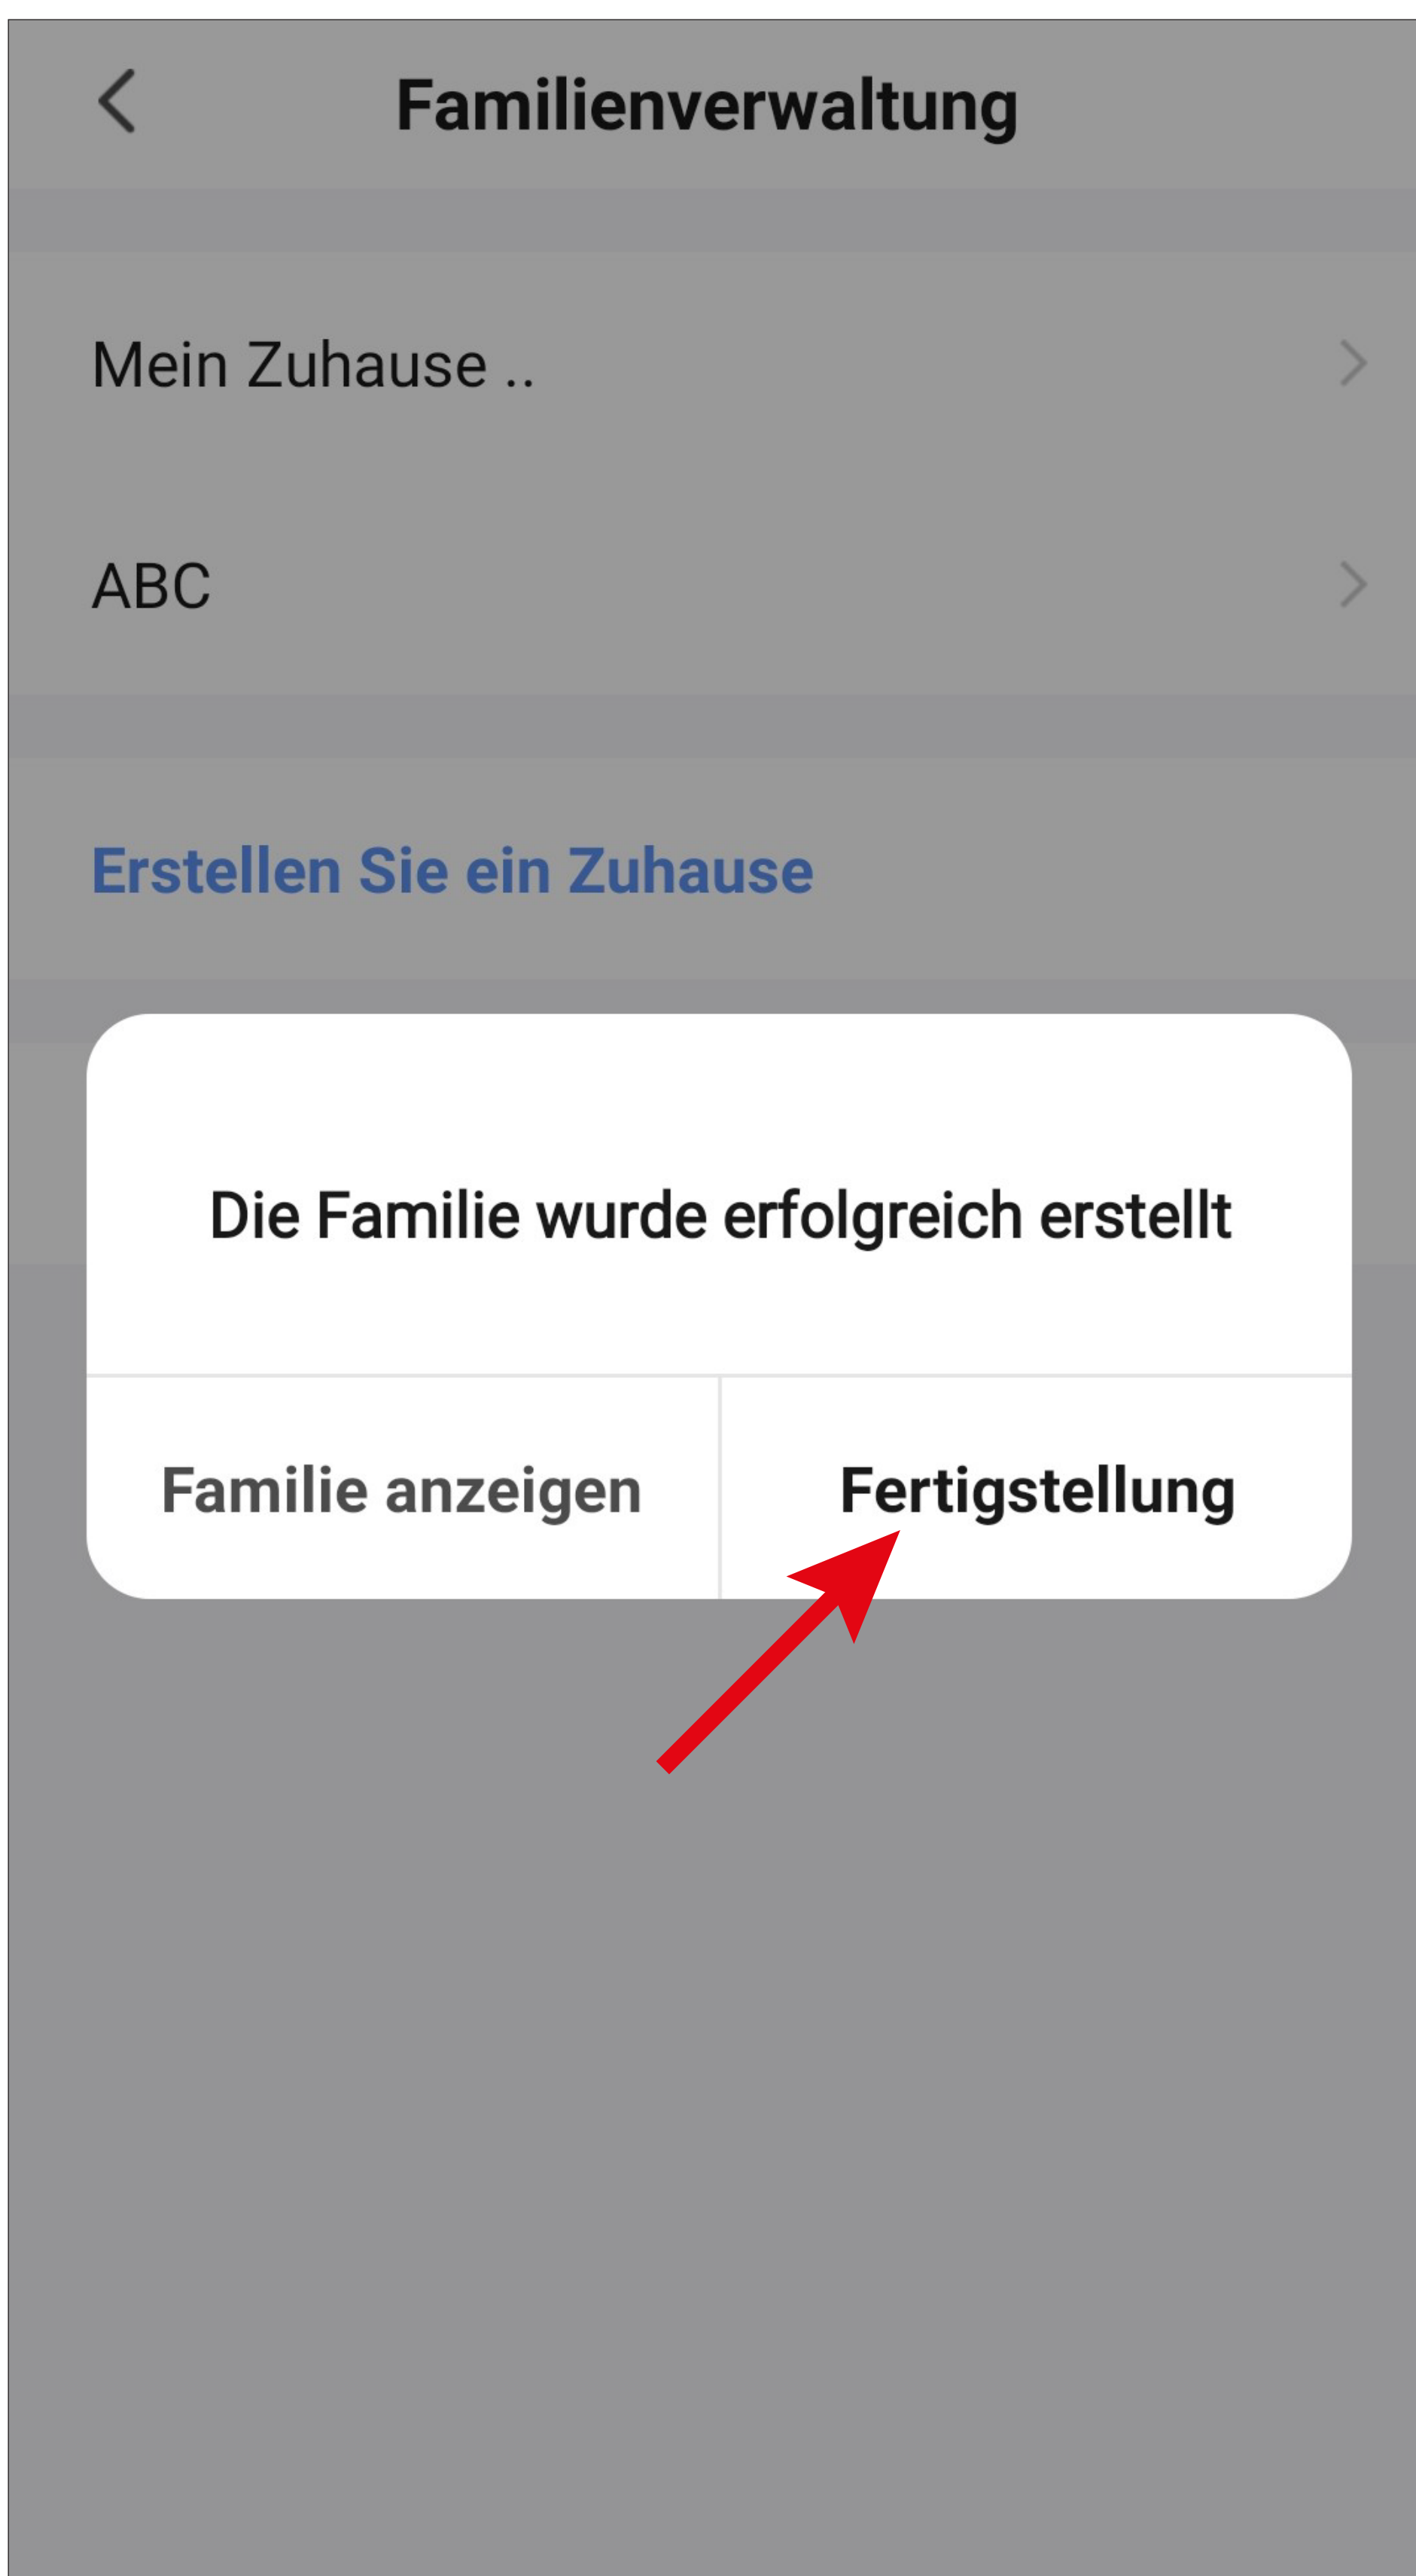 Familienverwaltung
Mein Zuhause ..
ABC
Erstellen Sie ein Zuhause
Die Familie wurde erfolgreich erstellt
Familie anzeigen
Fertigstellung